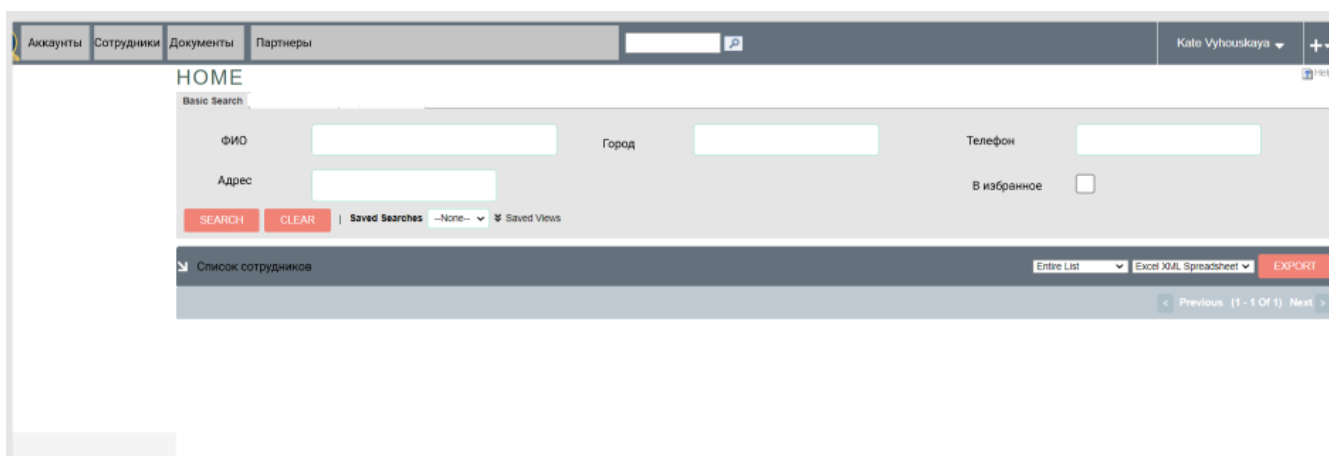 Аккаунты Сотрудники Документы Партнеры Kate Vyhouskaya
HOME
Basic Search
ФИО Город Телефон
Адрес В избранное
SEARCH CLEAR | Saved Searches --None-- Saved Views
Список сотрудников Entire List Excel XML Spreadsheet EXPORT
< Previous (1 - 1 Of 1) Next >